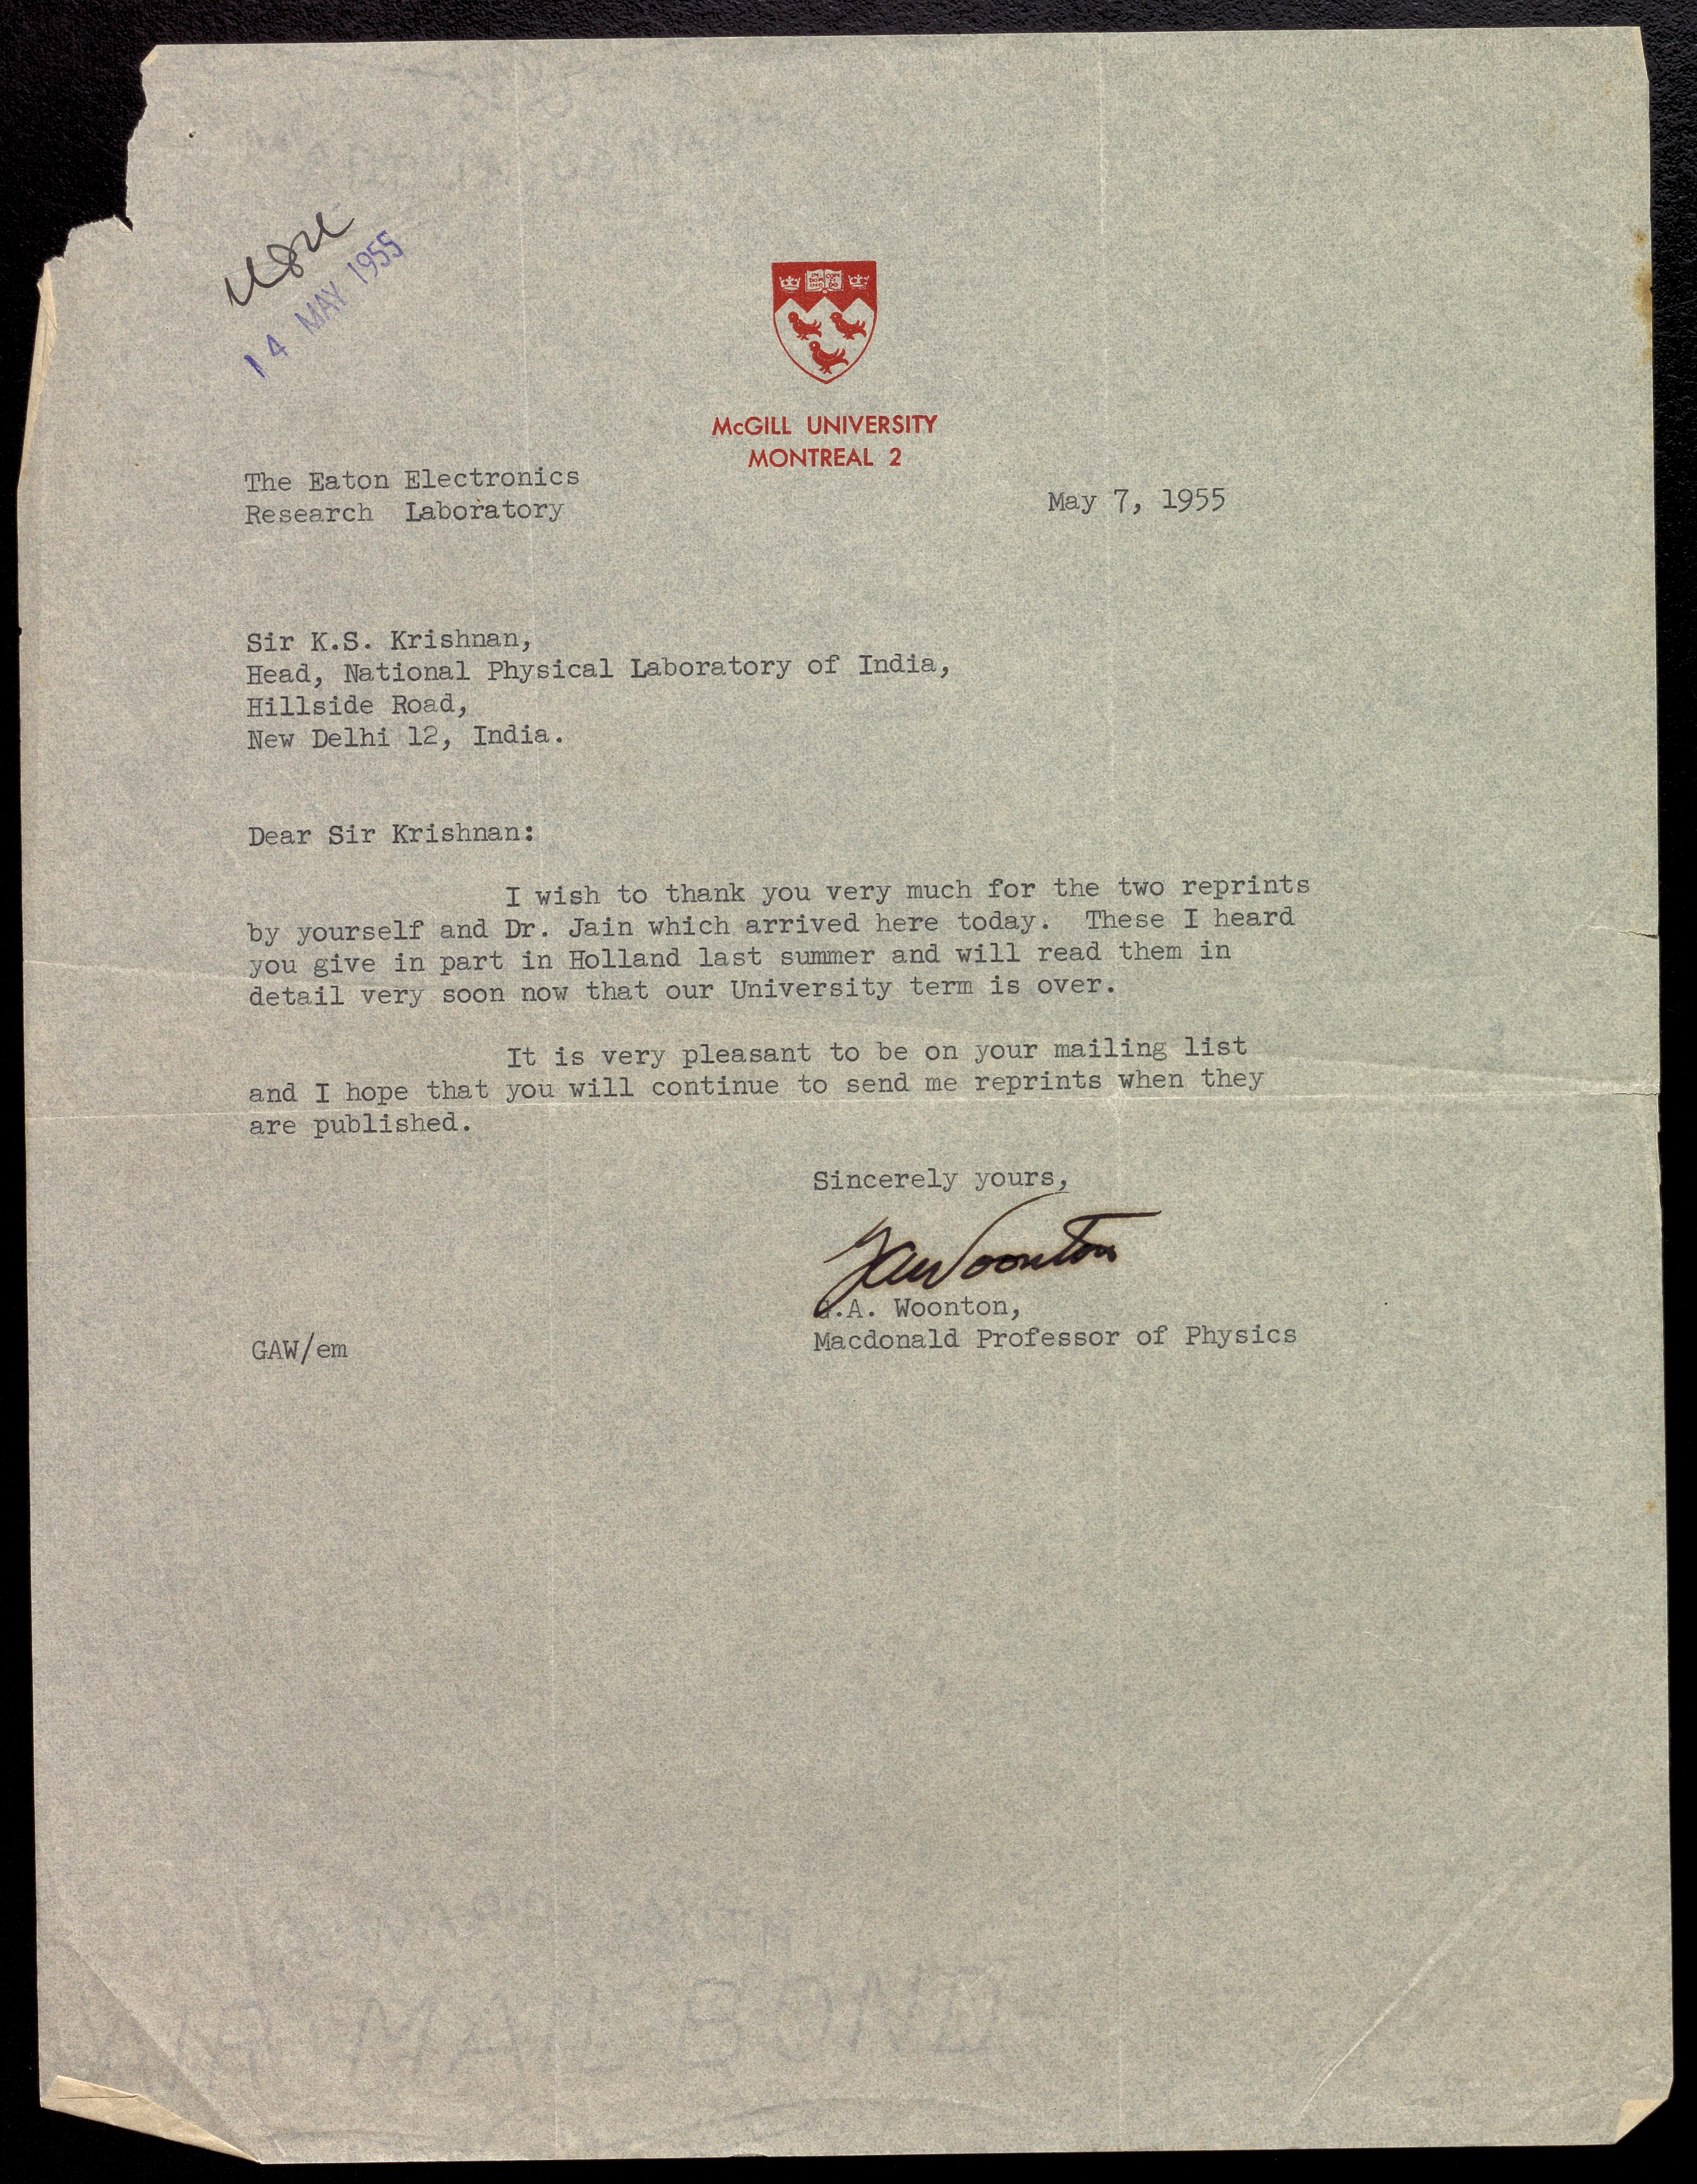 14 MAY 1955
IN DOMINO CONFIDO
McGILL UNIVERSITY
MONTREAL 2
The Eaton Electronics
Research Laboratory
May 7, 1955
Sir K.S. Krishnan,
Head, National Physical Laboratory of India,
Hillside Road,
New Delhi 12, India.
Dear Sir Krishnan:
I wish to thank you very much for the two reprints
by yourself and Dr. Jain which arrived here today. These I heard
you give in part in Holland last summer and will read them in
detail very soon now that our University term is over.
It is very pleasant to be on your mailing list
and I hope that you will continue to send me reprints when they
are published.
Sincerely yours,
GAWoonton
G.A. Woonton,
Macdonald Professor of Physics
GAW/em